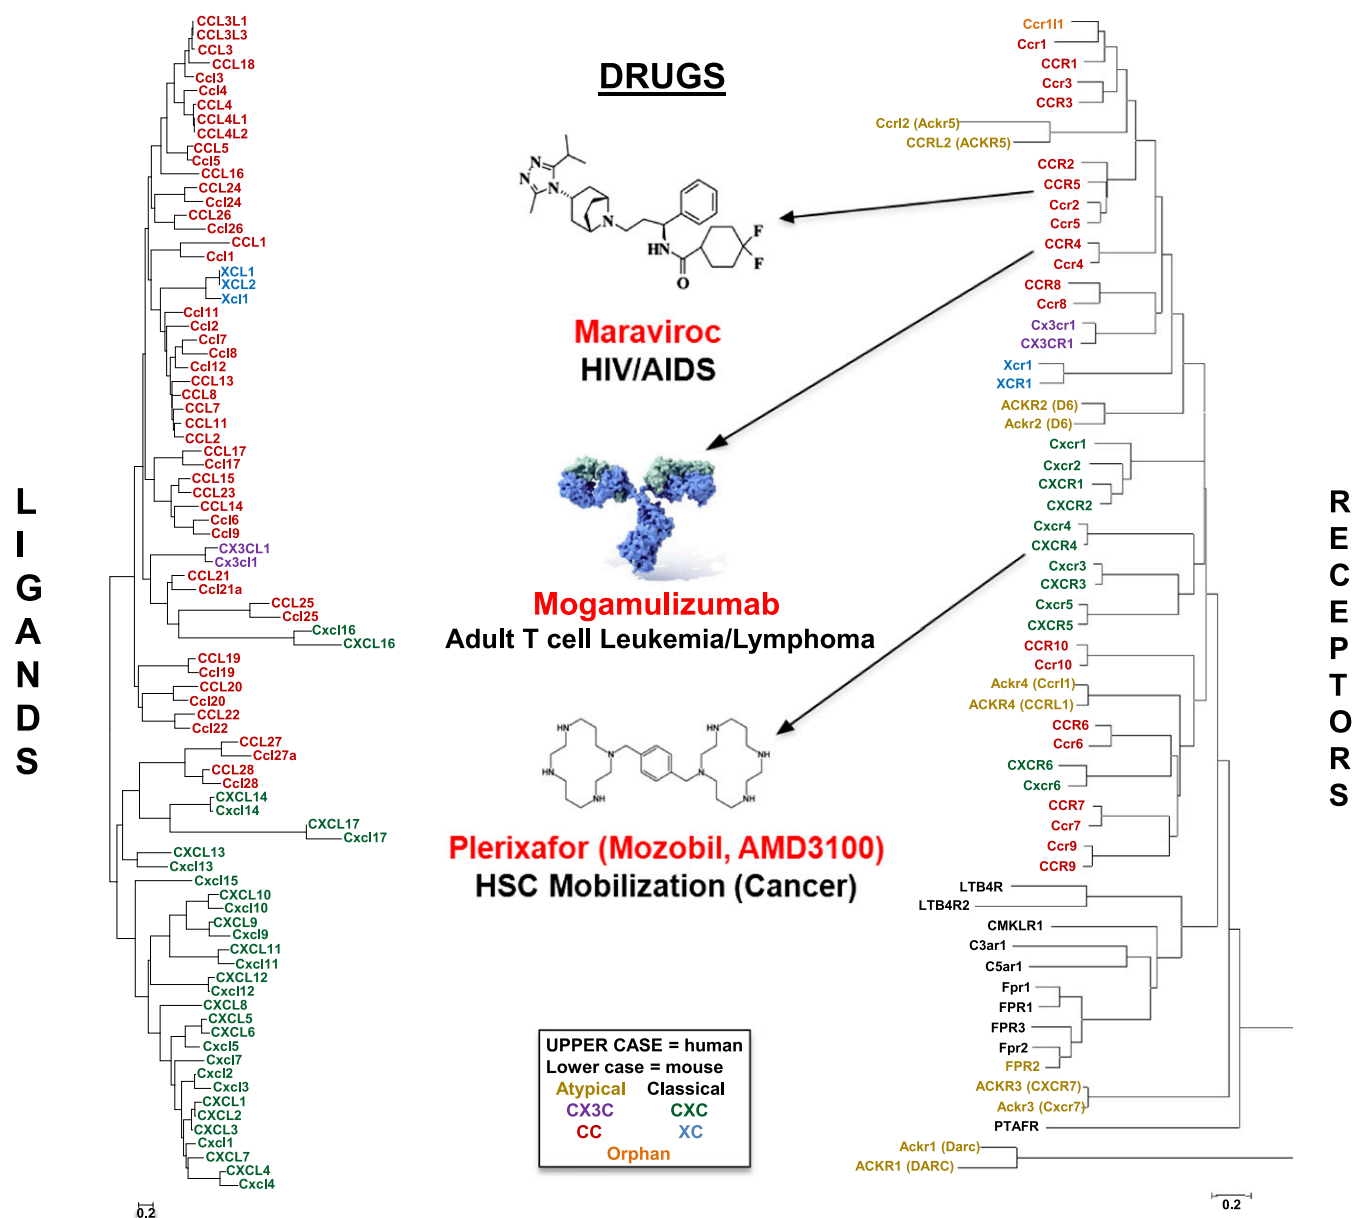 LIGANDS
CCL3L1
CCL3L3
CCL3
CCL18
Ccl3
Ccl4
CCL4
CCL4L1
CCL4L2
CCL5
Ccl5
CCL16
CCL24
Ccl24
CCL26
Ccl26
CCL1
Ccl1
XCL1
XCL2
Xcl1
Ccl11
Ccl2
Ccl7
Ccl8
Ccl12
CCL13
CCL8
CCL7
CCL11
CCL2
CCL17
Ccl17
CCL15
CCL23
CCL14
Ccl6
Ccl9
CX3CL1
Cx3cl1
CCL21
Ccl21a
CCL25
Ccl25
Cxcl16
CXCL16
CCL19
Ccl19
CCL20
Ccl20
CCL22
Ccl22
CCL27
Ccl27a
CCL28
Ccl28
CXCL14
Cxcl14
CXCL17
Cxcl17
CXCL13
Cxcl13
Cxcl15
CXCL10
Cxcl10
CXCL9
Cxcl9
CXCL11
Cxcl11
CXCL12
Cxcl12
CXCL8
CXCL5
CXCL6
Cxcl5
Cxcl7
Cxcl2
Cxcl3
CXCL1
CXCL2
CXCL3
Cxcl1
CXCL7
CXCL4
Cxcl4
0.2
DRUGS
N
N
N
N
HN
O
F
F
Maraviroc
HIV/AIDS
Mogamulizumab
Adult T cell Leukemia/Lymphoma
NH
HN
N
NH
N
HN
NH
NH
Plerixafor (Mozobil, AMD3100)
HSC Mobilization (Cancer)
UPPER CASE = human
Lower case = mouse
Atypical Classical
CX3C CXC
CC XC
Orphan
Ccr1l1
Ccr1
CCR1
Ccr3
CCR3
Ccrl2 (Ackr5)
CCRL2 (ACKR5)
CCR2
CCR5
Ccr2
Ccr5
CCR4
Ccr4
CCR8
Ccr8
Cx3cr1
CX3CR1
Xcr1
XCR1
ACKR2 (D6)
Ackr2 (D6)
Cxcr1
Cxcr2
CXCR1
CXCR2
Cxcr4
CXCR4
Cxcr3
CXCR3
Cxcr5
CXCR5
CCR10
Ccr10
Ackr4 (Ccrl1)
ACKR4 (CCRL1)
CCR6
Ccr6
CXCR6
Cxcr6
CCR7
Ccr7
Ccr9
CCR9
LTB4R
LTB4R2
CMKLR1
C3ar1
C5ar1
Fpr1
FPR1
FPR3
Fpr2
FPR2
ACKR3 (CXCR7)
Ackr3 (Cxcr7)
PTAFR
Ackr1 (Darc)
ACKR1 (DARC)
0.2
RECEPTORS